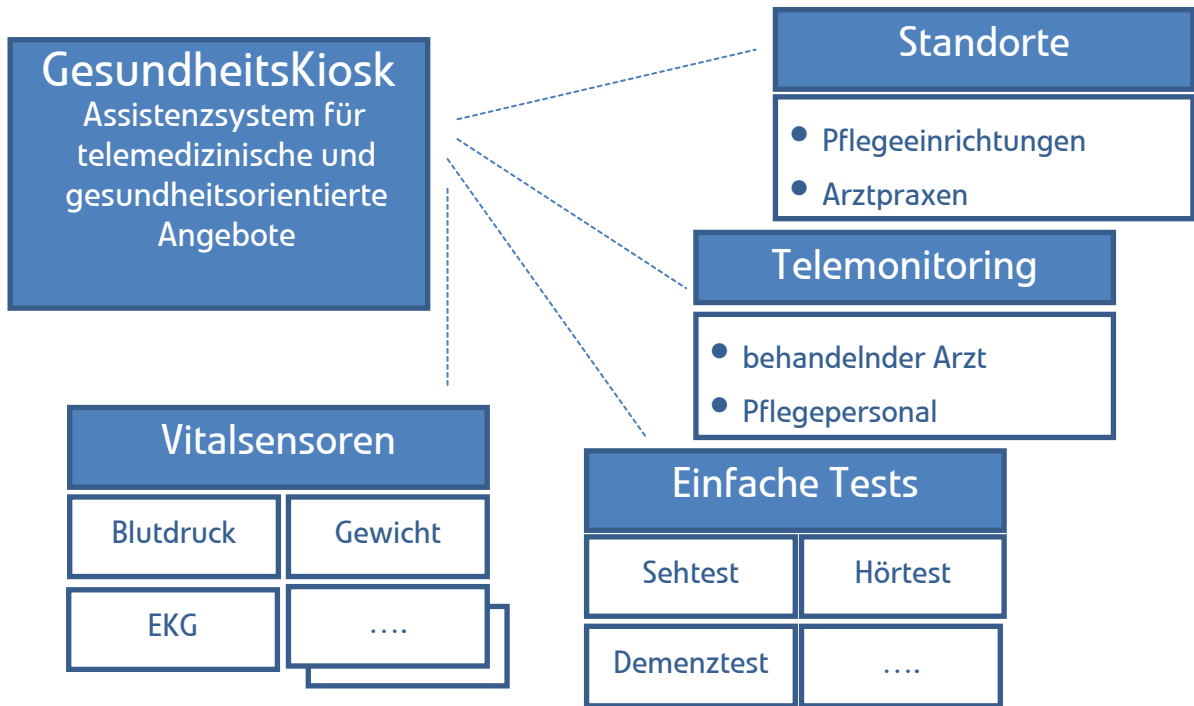 GesundheitsKiosk
Assistenzsystem für
telemedizinische und
gesundheitsorientierte
Angebote
Standorte
Pflegeeinrichtungen
Arztpraxen
Telemonitoring
behandelnder Arzt
Pflegepersonal
Vitalsensoren
Blutdruck
Gewicht
EKG
....
Einfache Tests
Sehtest
Hörtest
Demenztest
....